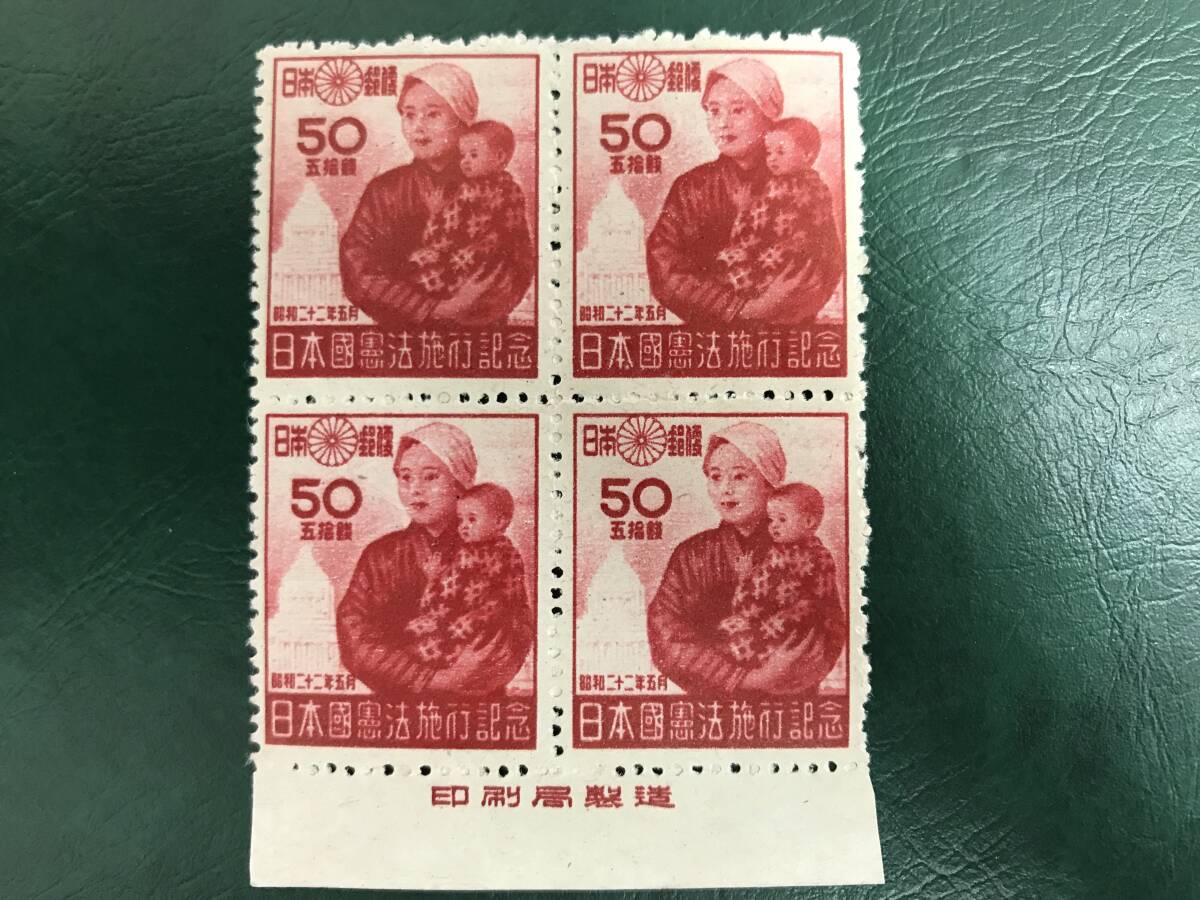 日本郵便 日本郵便
50 50
五拾銭 五拾銭
昭和二十二年五月 昭和二十二年五月
日本國憲法施行記念 日本國憲法施行記念
日本郵便 日本郵便
50 50
五拾銭 五拾銭
昭和二十二年五月 昭和二十二年五月
日本國憲法施行記念 日本國憲法施行記念
印刷局製造